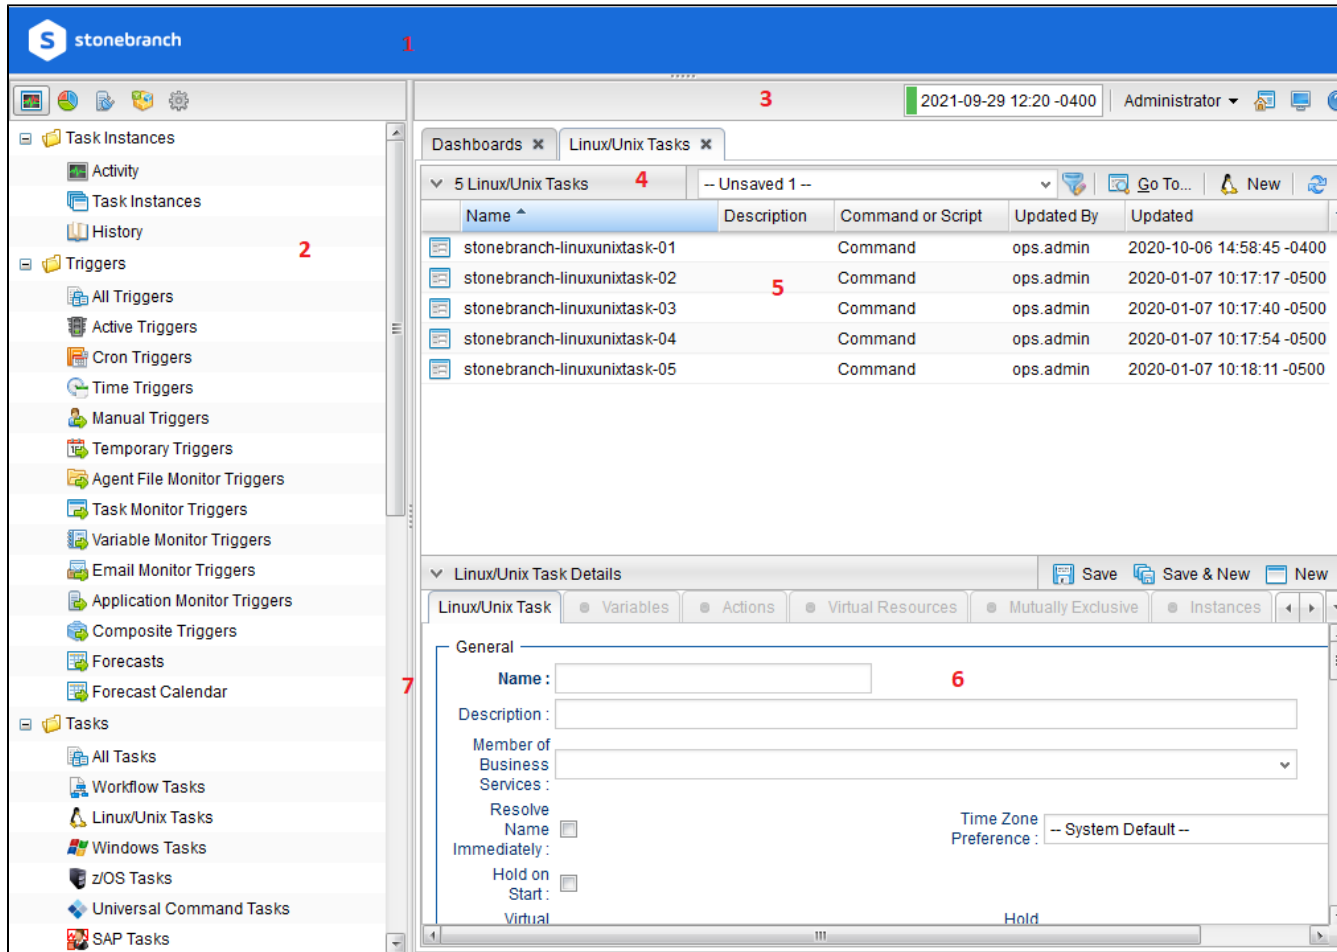 S stonebranch
1
3
2021-09-29 12:20 -0400 Administrator
Task Instances
Activity
Task Instances
History
2
Triggers
All Triggers
Active Triggers
Cron Triggers
Time Triggers
Manual Triggers
Temporary Triggers
Agent File Monitor Triggers
Task Monitor Triggers
Variable Monitor Triggers
Email Monitor Triggers
Application Monitor Triggers
Composite Triggers
Forecasts
Forecast Calendar
Tasks
All Tasks
Workflow Tasks
Linux/Unix Tasks
Windows Tasks
z/OS Tasks
Universal Command Tasks
SAP Tasks
7
Dashboards Linux/Unix Tasks
5 Linux/Unix Tasks 4 -- Unsaved 1 -- Go To... New
Name Description Command or Script Updated By Updated
stonebranch-linuxunixtask-01 Command ops.admin 2020-10-06 14:58:45 -0400
stonebranch-linuxunixtask-02 Command ops.admin 2020-01-07 10:17:17 -0500
5
stonebranch-linuxunixtask-03 Command ops.admin 2020-01-07 10:17:40 -0500
stonebranch-linuxunixtask-04 Command ops.admin 2020-01-07 10:17:54 -0500
stonebranch-linuxunixtask-05 Command ops.admin 2020-01-07 10:18:11 -0500
Linux/Unix Task Details Save Save & New New
Linux/Unix Task Variables Actions Virtual Resources Mutually Exclusive Instances
General
Name :
6
Description :
Member of
Business
Services :
Resolve
Name
Immediately :
Time Zone
Preference : -- System Default --
Hold on
Start :
Virtual Hold